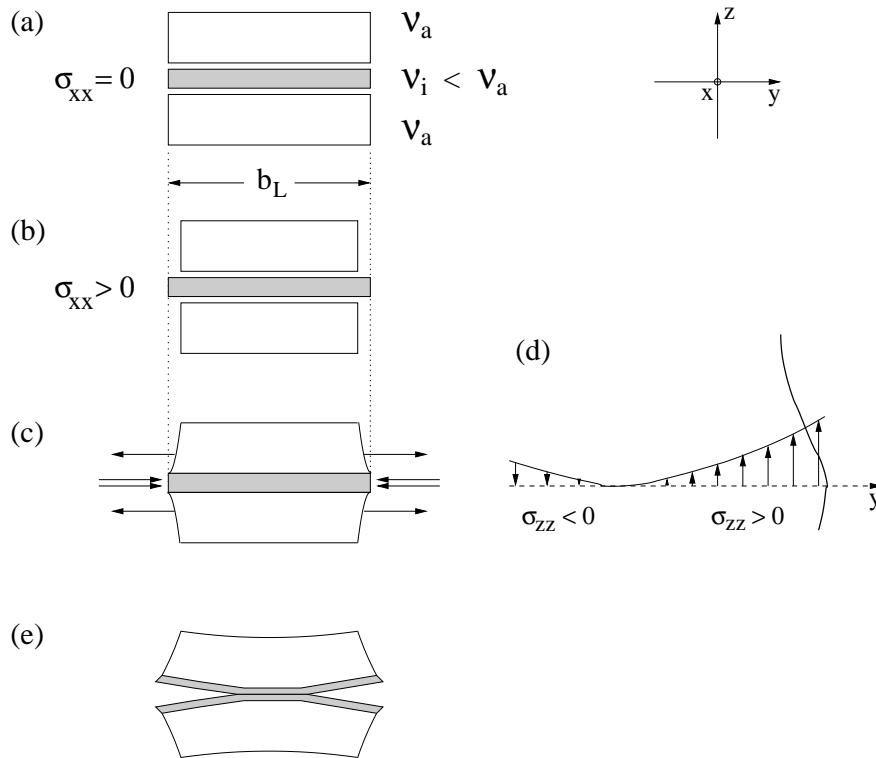 (a)
ν_a
z
σ_xx = 0
ν_i < ν_a
x
y
ν_a
b_L
(b)
σ_xx > 0
(d)
(c)
y
σ_zz < 0
σ_zz > 0
(e)